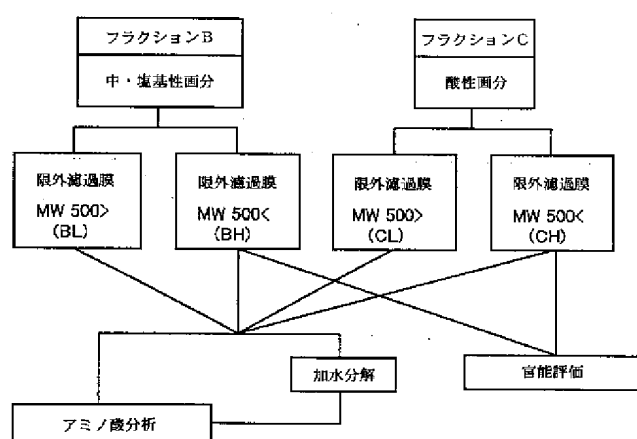 フラクションB
中・塩基性画分
フラクションC
酸性画分
限外濾過膜
MW 500>
(BL)
限外濾過膜
MW 500<
(BH)
限外濾過膜
MW 500>
(CL)
限外濾過膜
MW 500<
(CH)
加水分解
官能評価
アミノ酸分析